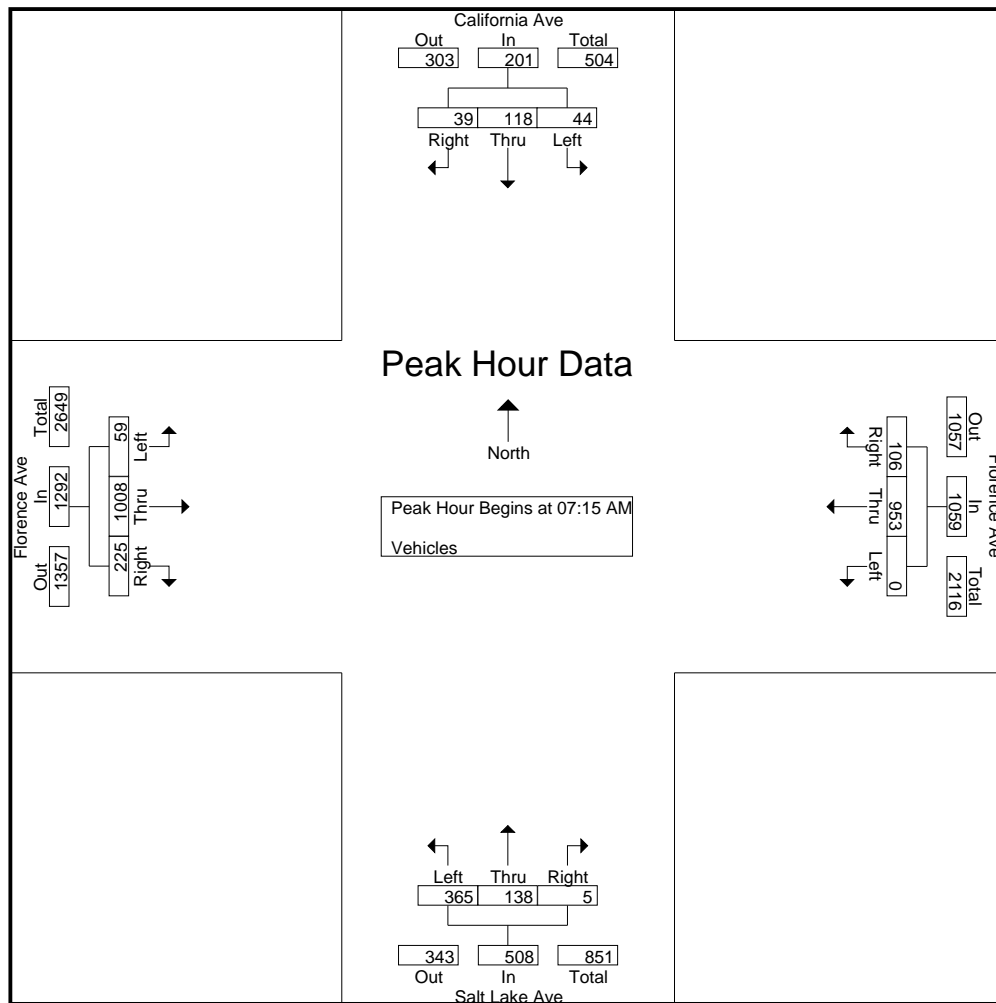 California Ave
Out In Total
303 201 504
39 118 44
Right Thru Left
Peak Hour Data
North
Peak Hour Begins at 07:15 AM
Vehicles
Florence Ave
Total In Out
2649 1292 1357
59 1008 225
Left Thru Right
Florence Ave
Out In Total
1057 1059 2116
106 953 0
Right Thru Left
Left Thru Right
365 138 5
343 508 851
Out In Total
Salt Lake Ave